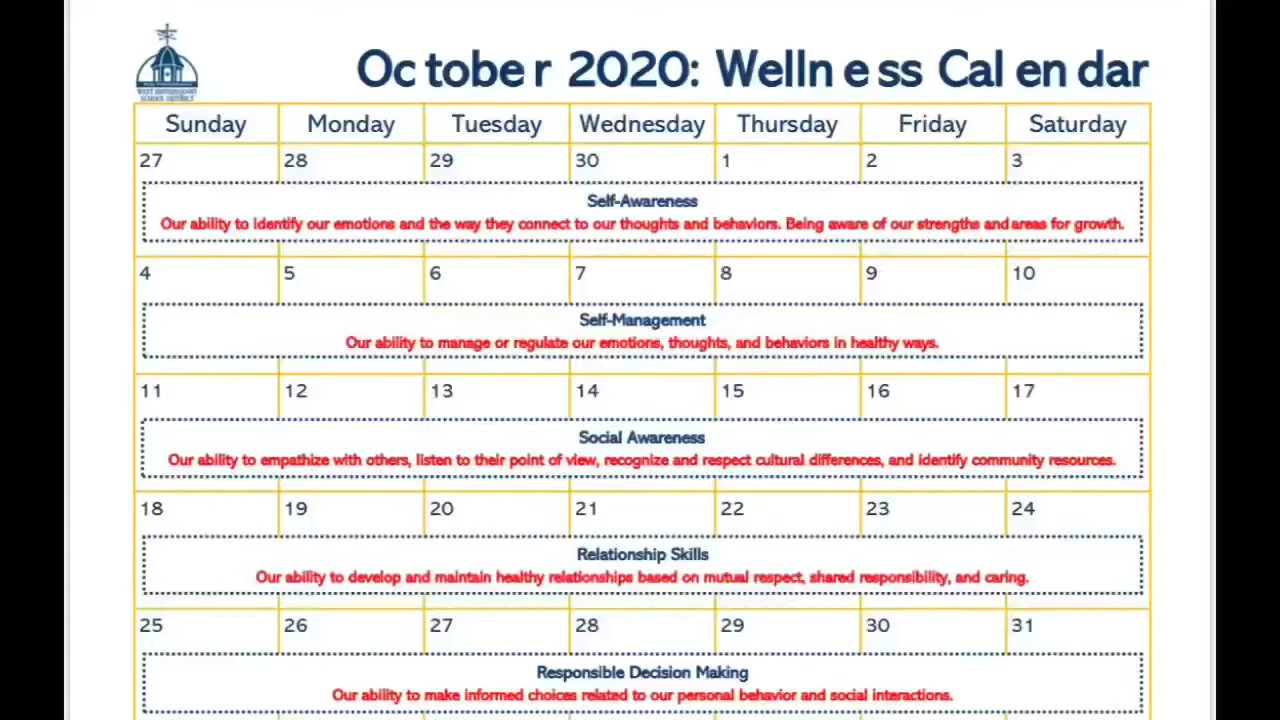 WEST SPRINGFIELD
SCHOOL DISTRICT
October 2020: Wellness Calendar
Sunday Monday Tuesday Wednesday Thursday Friday Saturday
27 28 29 30 1 2 3
Self-Awareness
Our ability to identify our emotions and the way they connect to our thoughts and behaviors. Being aware of our strengths and areas for growth.
4 5 6 7 8 9 10
Self-Management
Our ability to manage or regulate our emotions, thoughts, and behaviors in healthy ways.
11 12 13 14 15 16 17
Social Awareness
Our ability to empathize with others, listen to their point of view, recognize and respect cultural differences, and identify community resources.
18 19 20 21 22 23 24
Relationship Skills
Our ability to develop and maintain healthy relationships based on mutual respect, shared responsibility, and caring.
25 26 27 28 29 30 31
Responsible Decision Making
Our ability to make informed choices related to our personal behavior and social interactions.